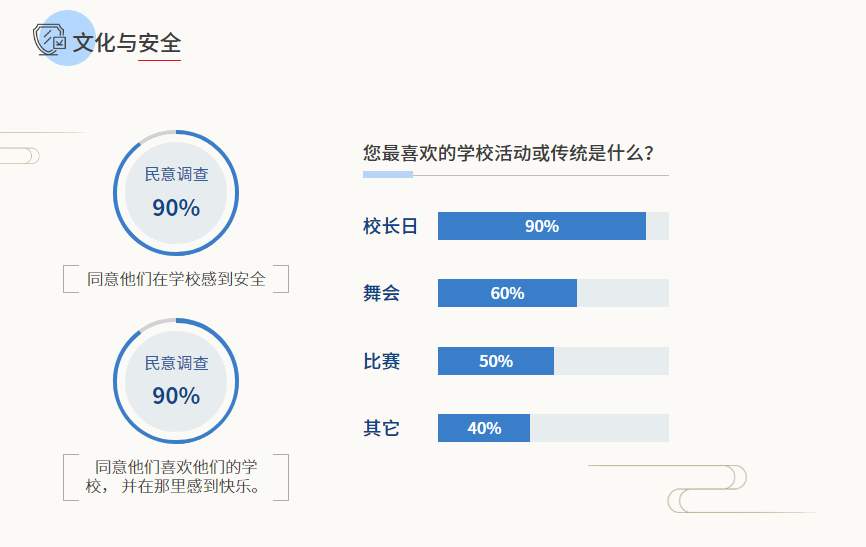 文化与安全
民意调查
90%
同意他们在学校感到安全
民意调查
90%
同意他们喜欢他们的学
校， 并在那里感到快乐。
您最喜欢的学校活动或传统是什么？
校长日 90%
舞会 60%
比赛 50%
其它 40%